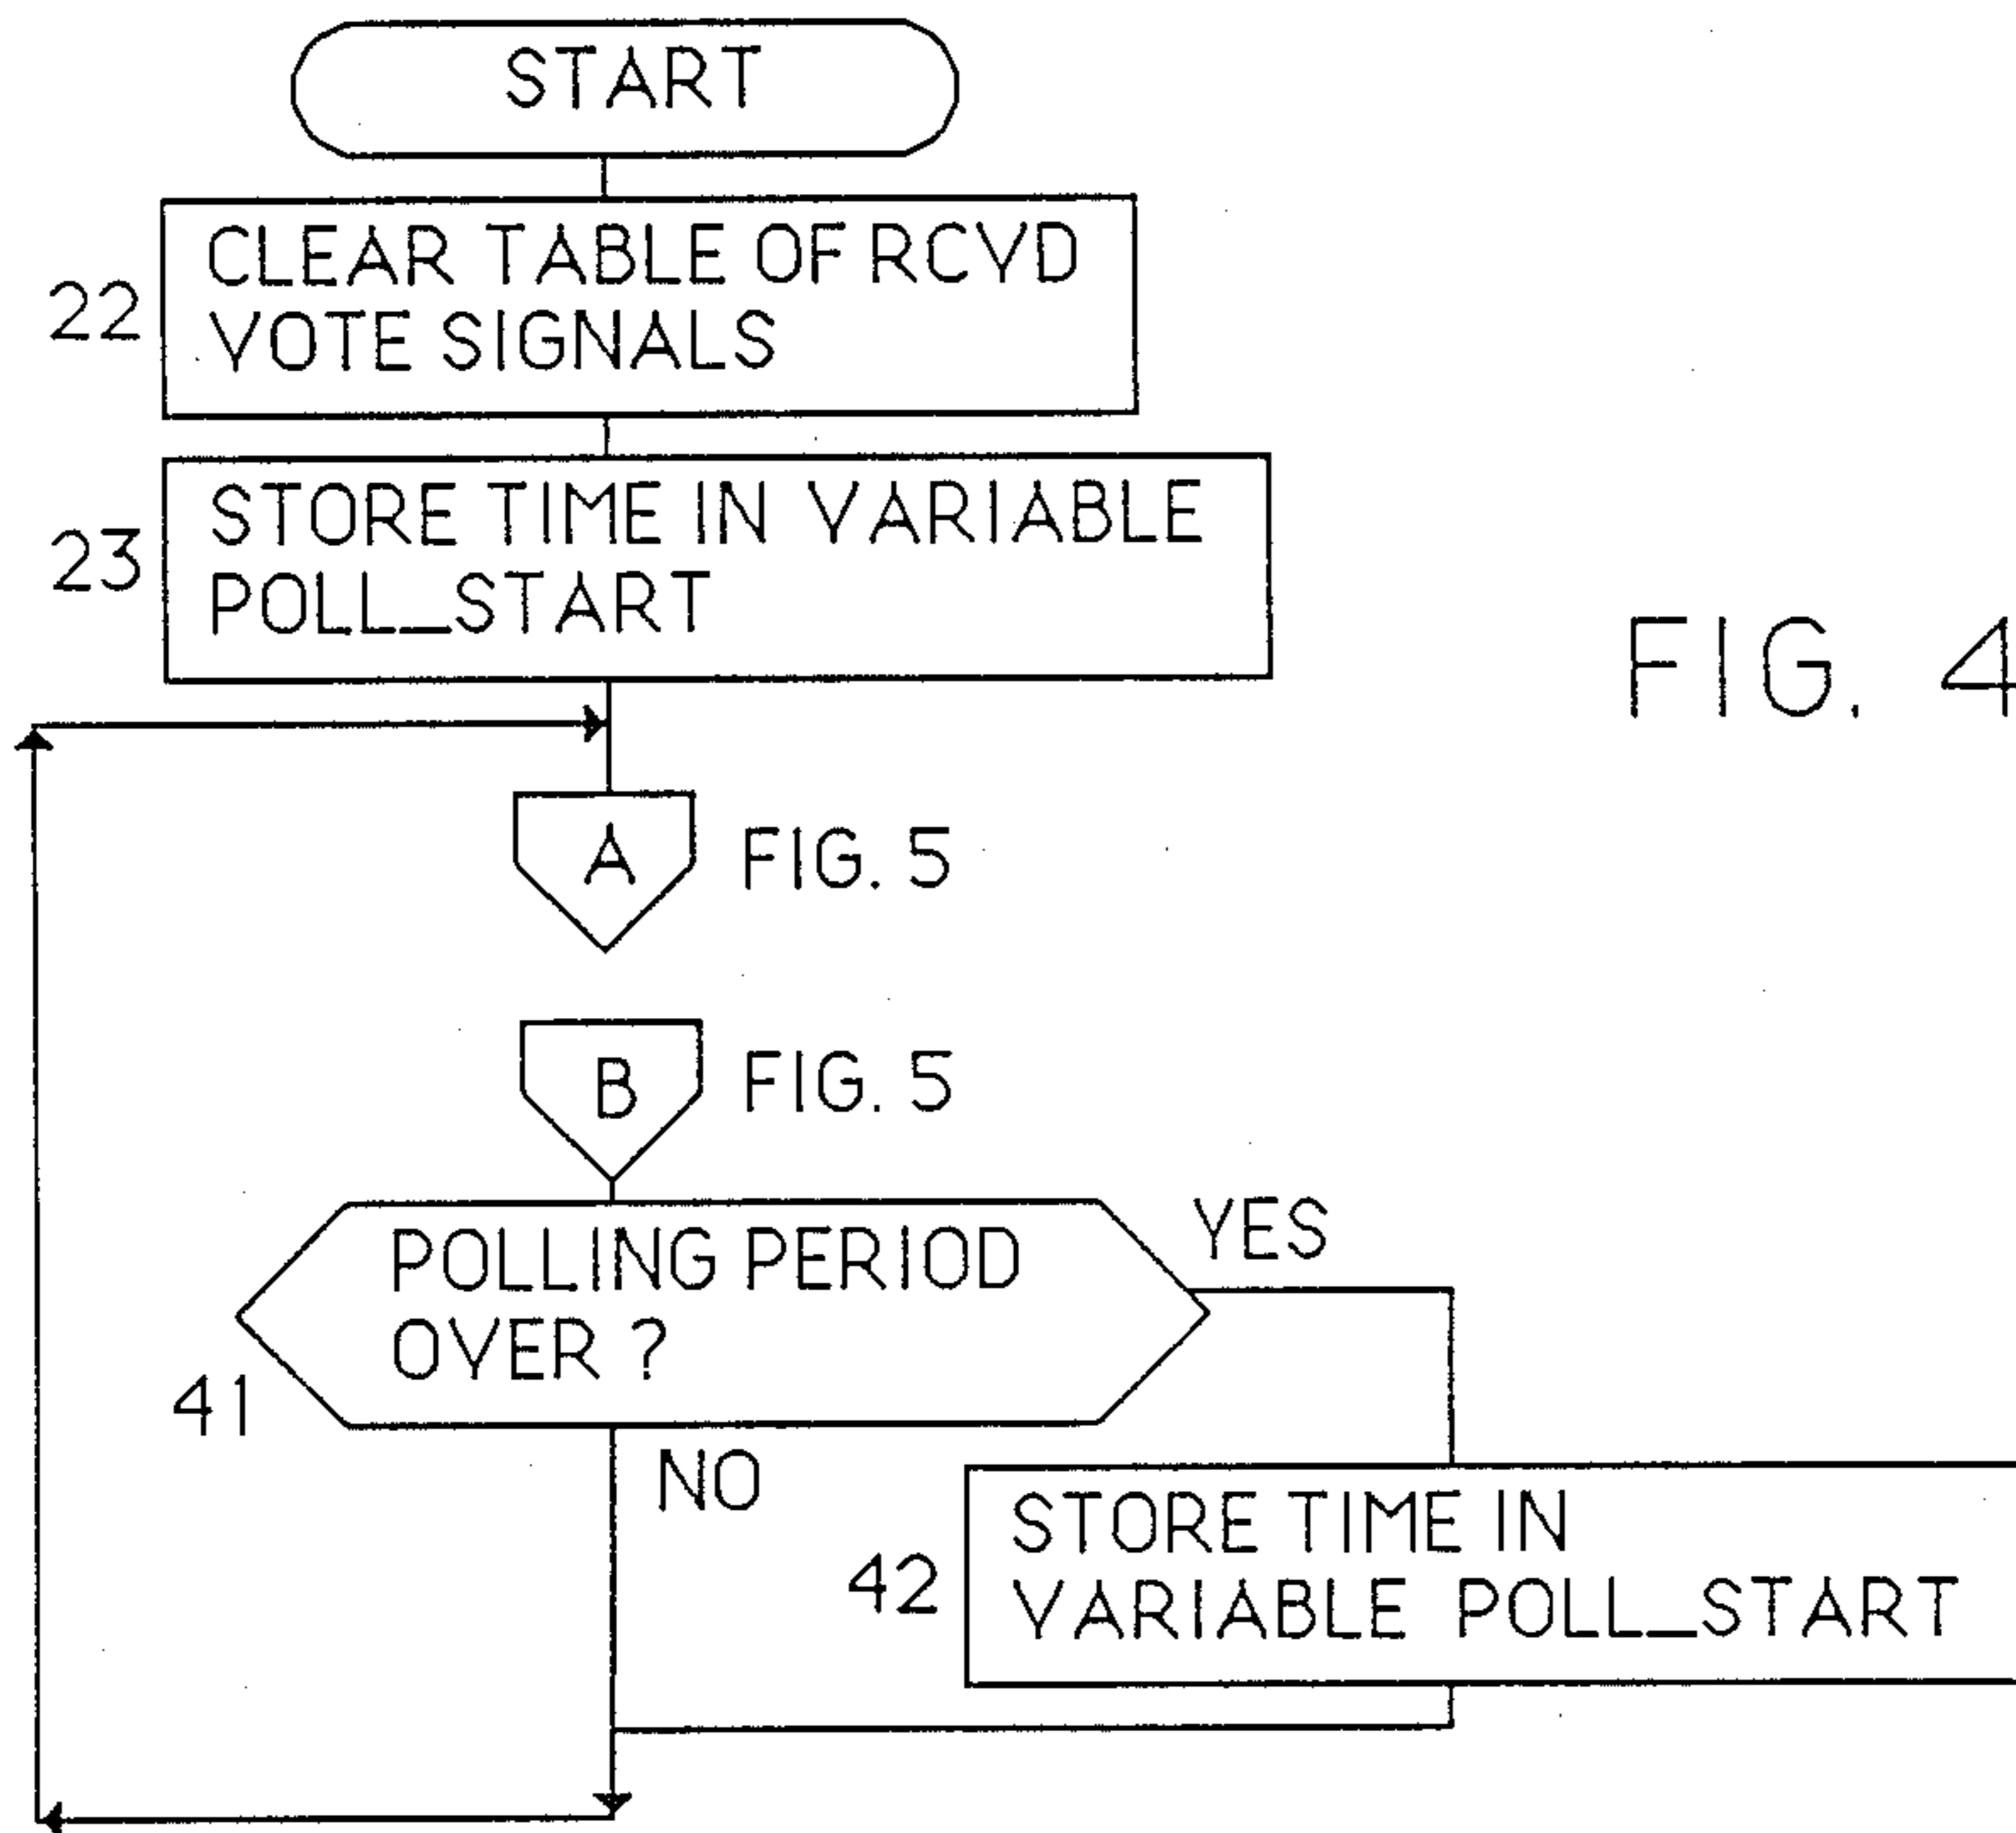 START
22
CLEAR TABLE OF RCVD
VOTE SIGNALS
23
STORE TIME IN VARIABLE
POLL_START
FIG. 4
A
FIG. 5
B
FIG. 5
POLLING PERIOD
OVER ?
YES
41
NO
42
STORE TIME IN
VARIABLE POLL_START